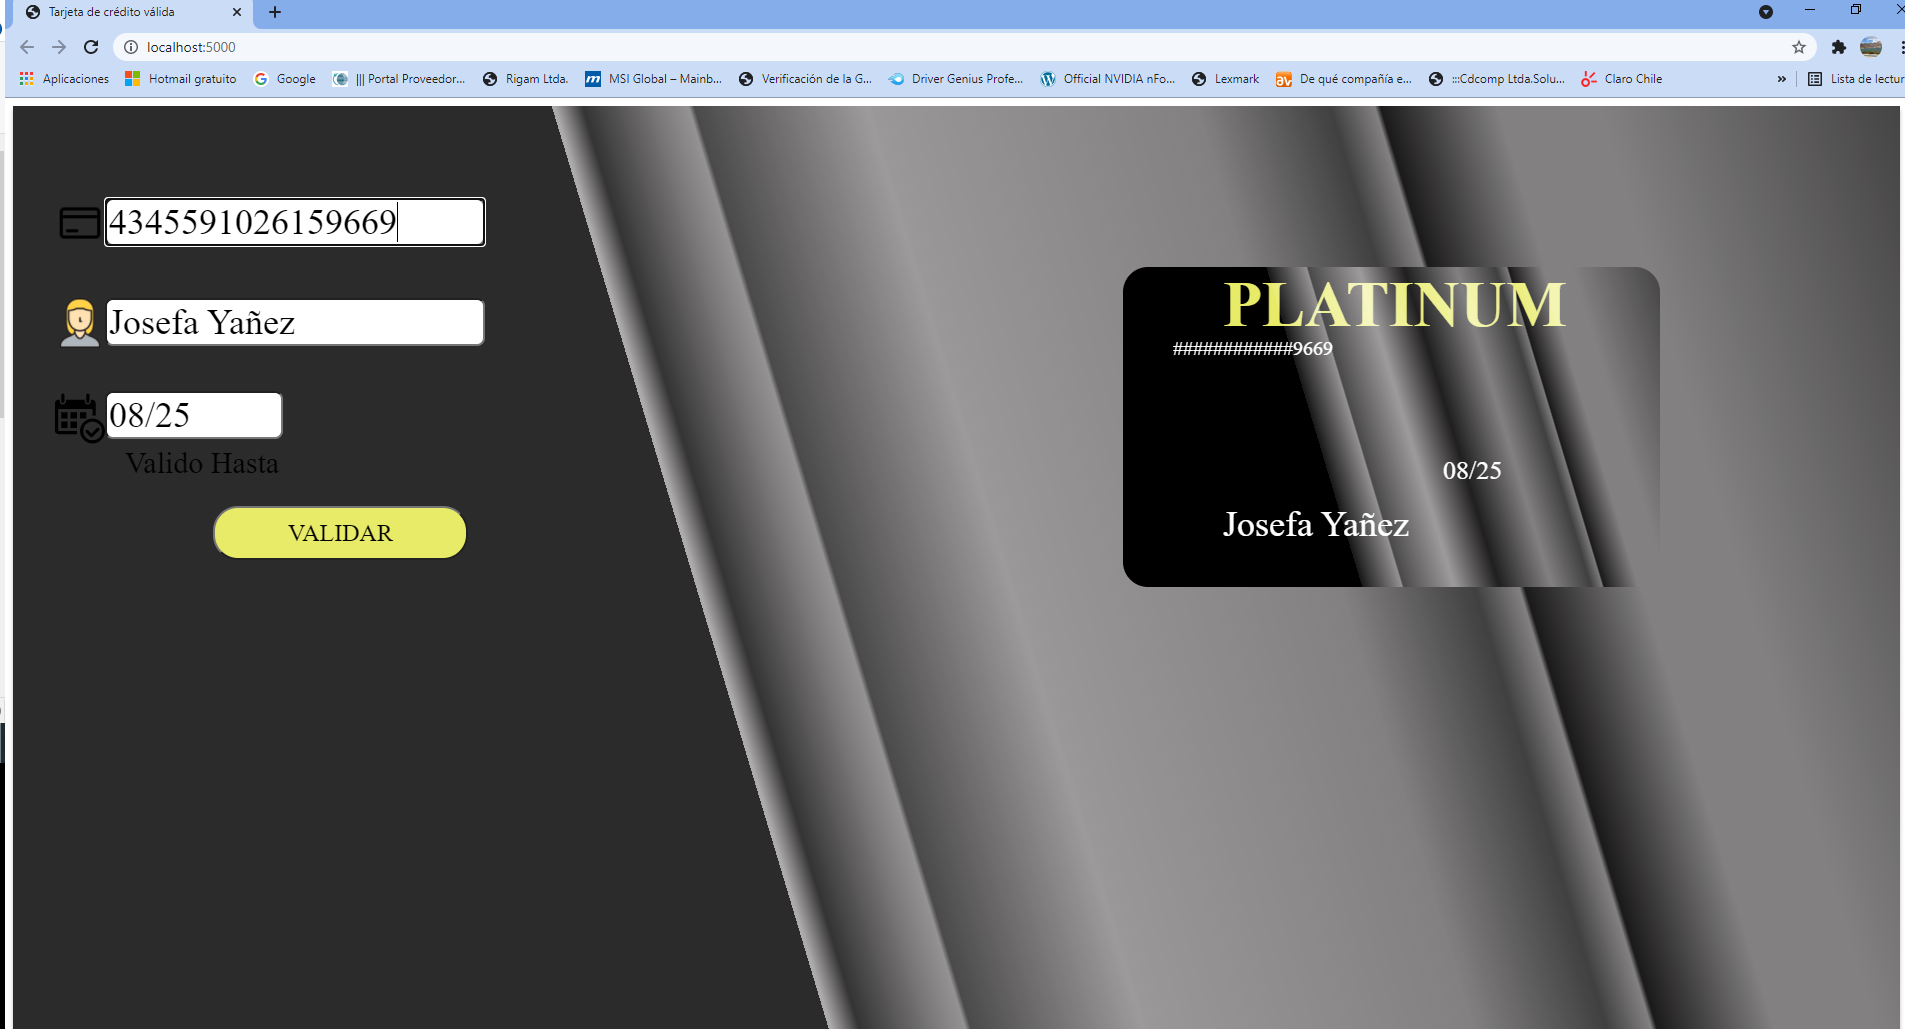 Tarjeta de crédito válida
localhost:5000
Aplicaciones Hotmail gratuito Google ||| Portal Proveedor... Rigam Ltda. MSI Global – Mainb... Verificación de la G... Driver Genius Profe... Official NVIDIA nFo... Lexmark De qué compañía e... :::Cdcomp Ltda.Solu... Claro Chile » Lista de lectur
4345591026159669
Josefa Yañez
08/25
Valido Hasta
VALIDAR
PLATINUM
############9669
08/25
Josefa Yañez